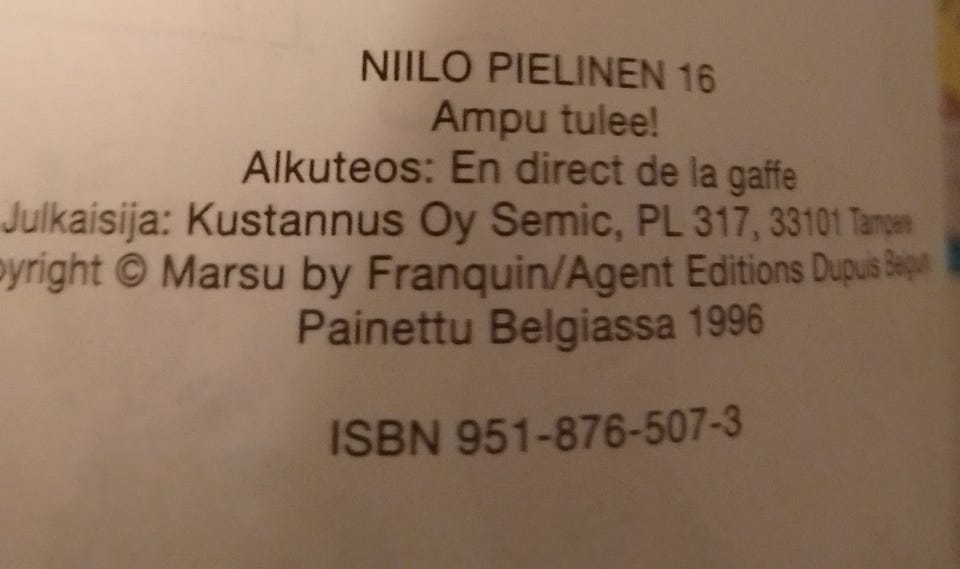 NIILO PIELINEN 16
Ampu tulee!
Alkuteos: En direct de la gaffe
Julkaisija: Kustannus Oy Semic, PL 317, 33101 Tampere
pyright © Marsu by Franquin/Agent Editions Dupuis
Painettu Belgiassa 1996
ISBN 951-876-507-3